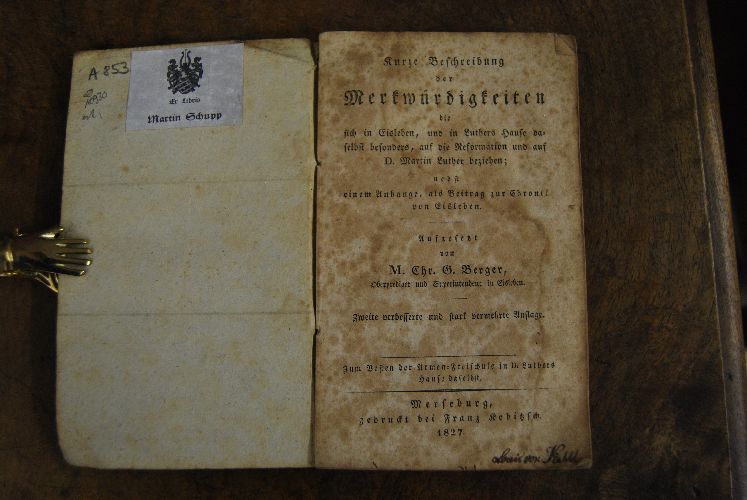 A 853
Ex Libris
Martin Schupp
Kurze Beschreibung
der
Merkwürdigkeiten
die
sich in Eisleben, und in Luthers Hause da-
selbst besonders, auf die Reformation und auf
D. Martin Luther beziehen;
nebst
einem Anhange, als Beitrag zur Chronik
von Eisleben.
Aufgesetzt
von
M. Chr. G. Berger,
Oberprediger und Superintendent in Eisleben.
Zweite verbesserte und stark vermehrte Auflage.
Zum Besten der Armen-Freischule in D. Luthers
Hause daselbst.
Merseburg,
gedruckt bei Franz Kobitzsch.
1827
von